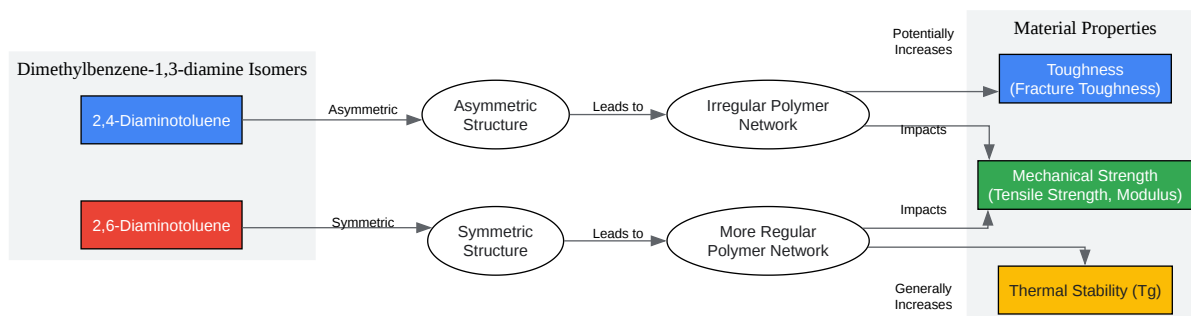 Dimethylbenzene-1,3-diamine Isomers
2,4-Diaminotoluene
2,6-Diaminotoluene
Asymmetric
Symmetric
Asymmetric
Structure
Symmetric
Structure
Leads to
Leads to
Irregular Polymer
Network
More Regular
Polymer Network
Potentially
Increases
Impacts
Impacts
Generally
Increases
Material Properties
Toughness
(Fracture Toughness)
Mechanical Strength
(Tensile Strength, Modulus)
Thermal Stability (Tg)